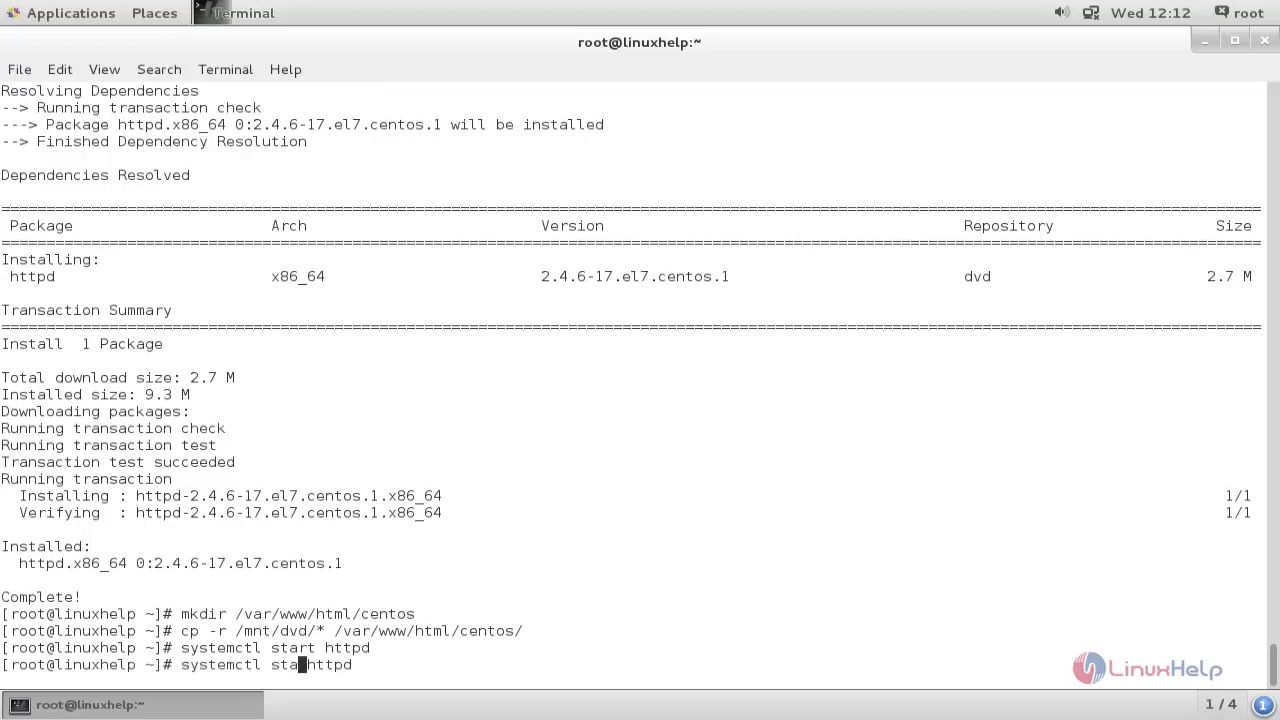 Applications Places Terminal Wed 12:12 root
root@linuxhelp:~
File Edit View Search Terminal Help
Resolving Dependencies
--> Running transaction check
---> Package httpd.x86_64 0:2.4.6-17.el7.centos.1 will be installed
--> Finished Dependency Resolution
Dependencies Resolved
================================================================================
Package Arch Version Repository Size
================================================================================
Installing:
httpd x86_64 2.4.6-17.el7.centos.1 dvd 2.7 M
Transaction Summary
================================================================================
Install 1 Package
Total download size: 2.7 M
Installed size: 9.3 M
Downloading packages:
Running transaction check
Running transaction test
Transaction test succeeded
Running transaction
Installing : httpd-2.4.6-17.el7.centos.1.x86_64 1/1
Verifying : httpd-2.4.6-17.el7.centos.1.x86_64 1/1
Installed:
httpd.x86_64 0:2.4.6-17.el7.centos.1
Complete!
[root@linuxhelp ~]# mkdir /var/www/html/centos
[root@linuxhelp ~]# cp -r /mnt/dvd/* /var/www/html/centos/
[root@linuxhelp ~]# systemctl start httpd
[root@linuxhelp ~]# systemctl sta httpd
LinuxHelp
root@linuxhelp:~ 1 / 4 1